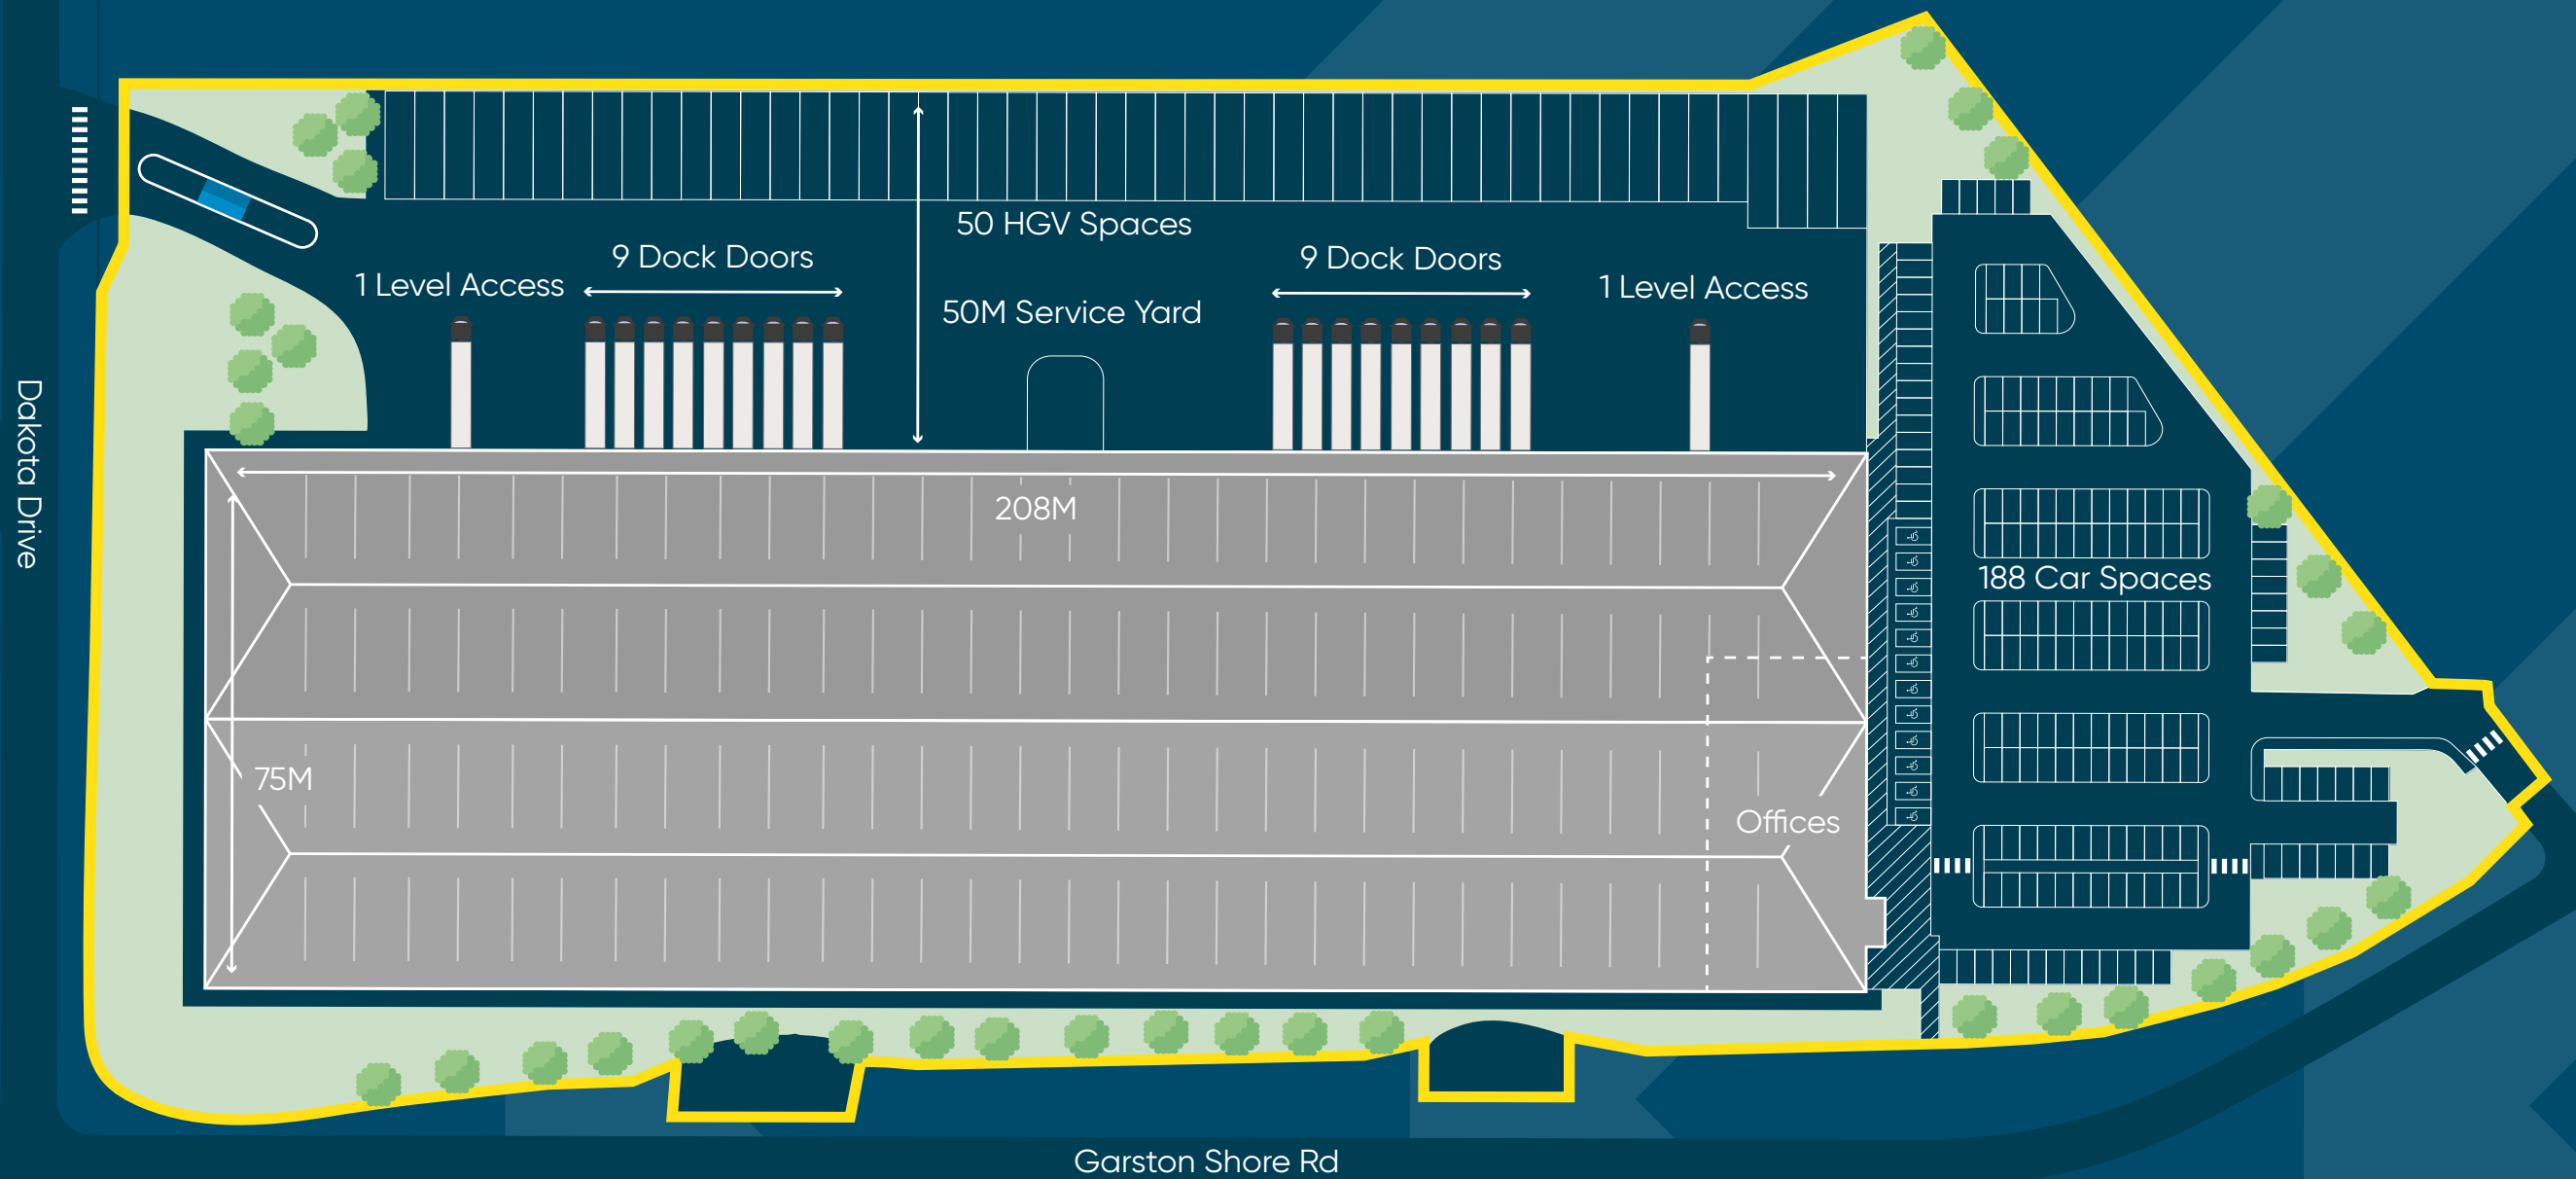 50 HGV Spaces
9 Dock Doors
9 Dock Doors
1 Level Access
1 Level Access
50M Service Yard
Dakota Drive
208M
188 Car Spaces
75M
Offices
Garston Shore Rd